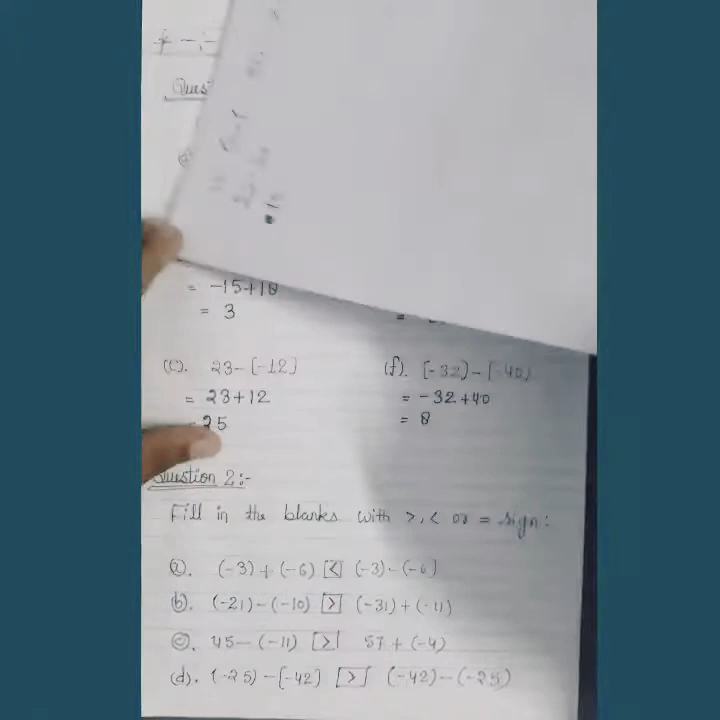 = -15+18
= 3
(c). 23-[-12]
= 23+12
25
(f). [-32)-[-40)
= -32+40
= 8
Question 2:-
Fill in the blanks with >,< or = sign:
(a). (-3)+(-6) [<] (-3)-(-6)
(b). (-21)-(-10) [>] (-31)+(-11)
(c). 45-(-11) [>] 57+(-4)
(d). (-25)-[-42] [>] (-42)-(-25)